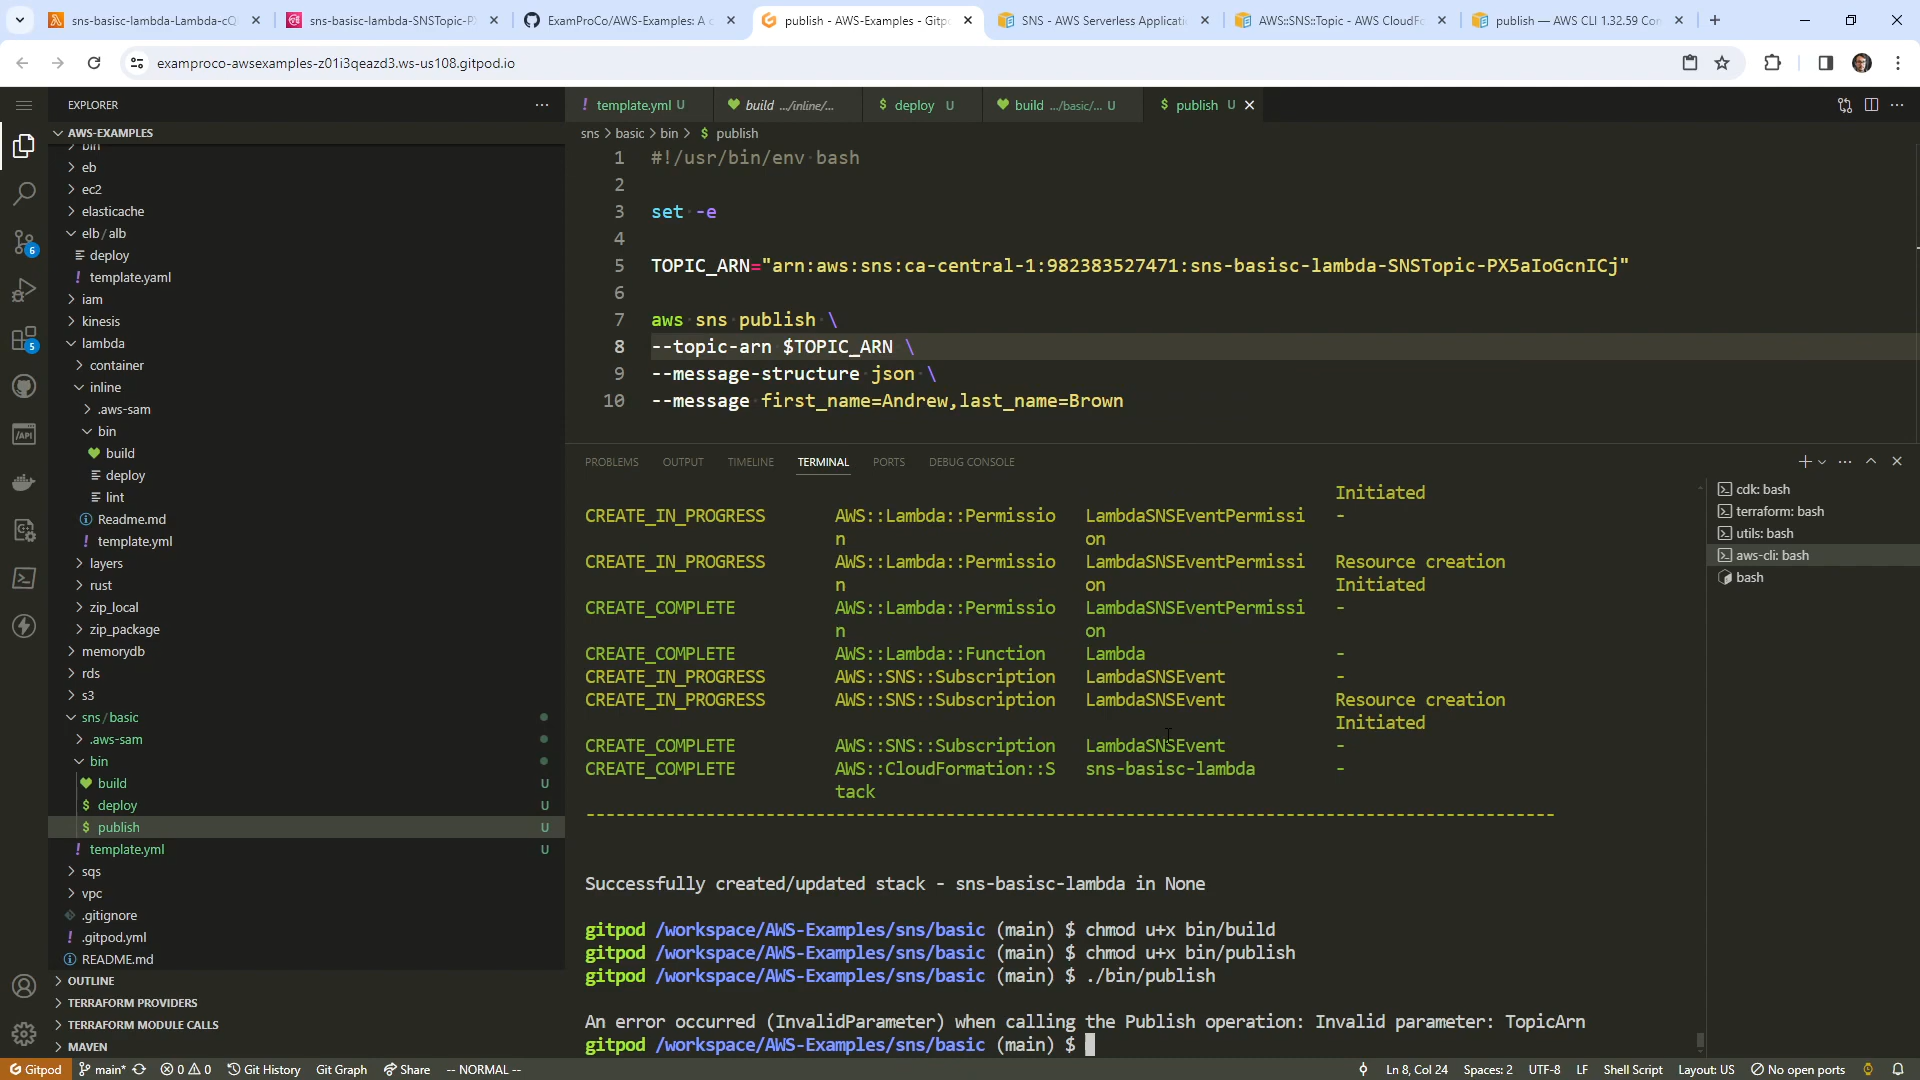 sns-basisc-lambda-Lambda-cQ
sns-basisc-lambda-SNSTopic-P
ExamProCo/AWS-Examples: A c
publish - AWS-Examples - Gitp
SNS - AWS Serverless Applicati
AWS::SNS::Topic - AWS CloudF
publish — AWS CLI 1.32.59 Co
examproco-awsexamples-z01i3qeazd3.ws-us108.gitpod.io
EXPLORER
AWS-EXAMPLES
bin
eb
ec2
elasticache
elb / alb
deploy
! template.yaml
iam
kinesis
lambda
container
inline
.aws-sam
bin
build
deploy
lint
Readme.md
! template.yml
layers
rust
zip_local
zip_package
memorydb
rds
s3
sns / basic
.aws-sam
bin
build U
$ deploy U
$ publish U
! template.yml U
sqs
vpc
.gitignore
! .gitpod.yml
README.md
OUTLINE
TERRAFORM PROVIDERS
TERRAFORM MODULE CALLS
MAVEN
6
5
/API
! template.yml U
build .../inline/...
$ deploy U
build .../basic/... U
$ publish U
sns > basic > bin > $ publish
1 #!/usr/bin/env bash
2
3 set -e
4
5 TOPIC_ARN="arn:aws:sns:ca-central-1:982383527471:sns-basisc-lambda-SNSTopic-PX5aIoGcnICj"
6
7 aws sns publish \
8 --topic-arn $TOPIC_ARN \
9 --message-structure json \
10 --message first_name=Andrew,last_name=Brown
PROBLEMS OUTPUT TIMELINE TERMINAL PORTS DEBUG CONSOLE
cdk: bash
terraform: bash
utils: bash
aws-cli: bash
bash
Initiated
CREATE_IN_PROGRESS AWS::Lambda::Permissio LambdaSNSEventPermissi -
n on
CREATE_IN_PROGRESS AWS::Lambda::Permissio LambdaSNSEventPermissi Resource creation
n on Initiated
CREATE_COMPLETE AWS::Lambda::Permissio LambdaSNSEventPermissi -
n on
CREATE_COMPLETE AWS::Lambda::Function Lambda -
CREATE_IN_PROGRESS AWS::SNS::Subscription LambdaSNSEvent -
CREATE_IN_PROGRESS AWS::SNS::Subscription LambdaSNSEvent Resource creation
Initiated
CREATE_COMPLETE AWS::SNS::Subscription LambdaSNSEvent -
CREATE_COMPLETE AWS::CloudFormation::S sns-basisc-lambda -
tack
-------------------------------------------------------------------------------------------------
Successfully created/updated stack - sns-basisc-lambda in None
gitpod /workspace/AWS-Examples/sns/basic (main) $ chmod u+x bin/build
gitpod /workspace/AWS-Examples/sns/basic (main) $ chmod u+x bin/publish
gitpod /workspace/AWS-Examples/sns/basic (main) $ ./bin/publish
An error occurred (InvalidParameter) when calling the Publish operation: Invalid parameter: TopicArn
gitpod /workspace/AWS-Examples/sns/basic (main) $
Gitpod main* 0 0 Git History Git Graph Share -- NORMAL -- Ln 8, Col 24 Spaces: 2 UTF-8 LF Shell Script Layout: US No open ports